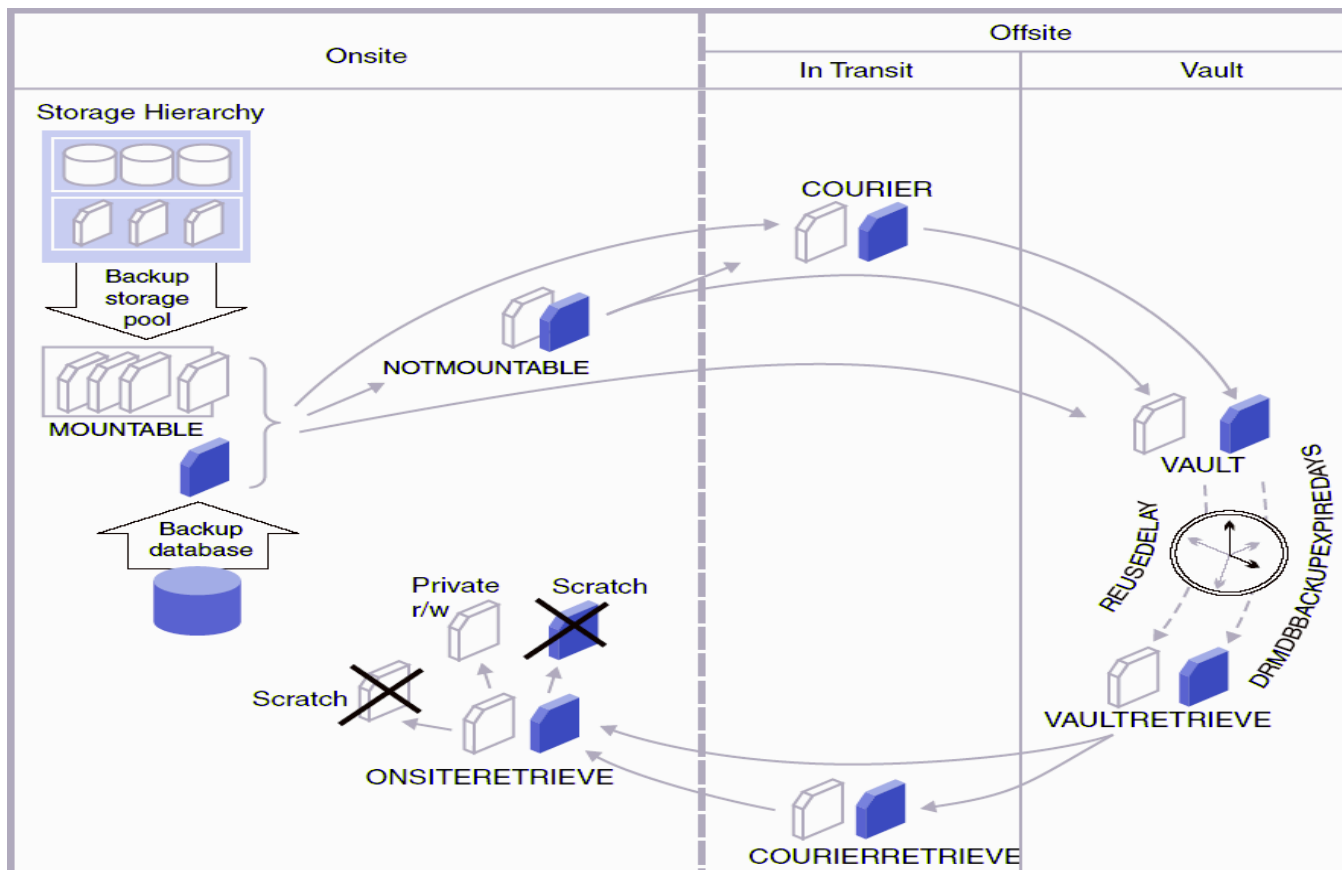 Onsite
Offsite
In Transit
Vault
Storage Hierarchy
Backup
storage
pool
MOUNTABLE
NOTMOUNTABLE
COURIER
VAULT
Backup
database
REUSEDELAY
DRMDBBACKUPEXPIREDAYS
Private
r/w
Scratch
Scratch
ONSITERETRIEVE
VAULTRETRIEVE
COURIERRETRIEVE